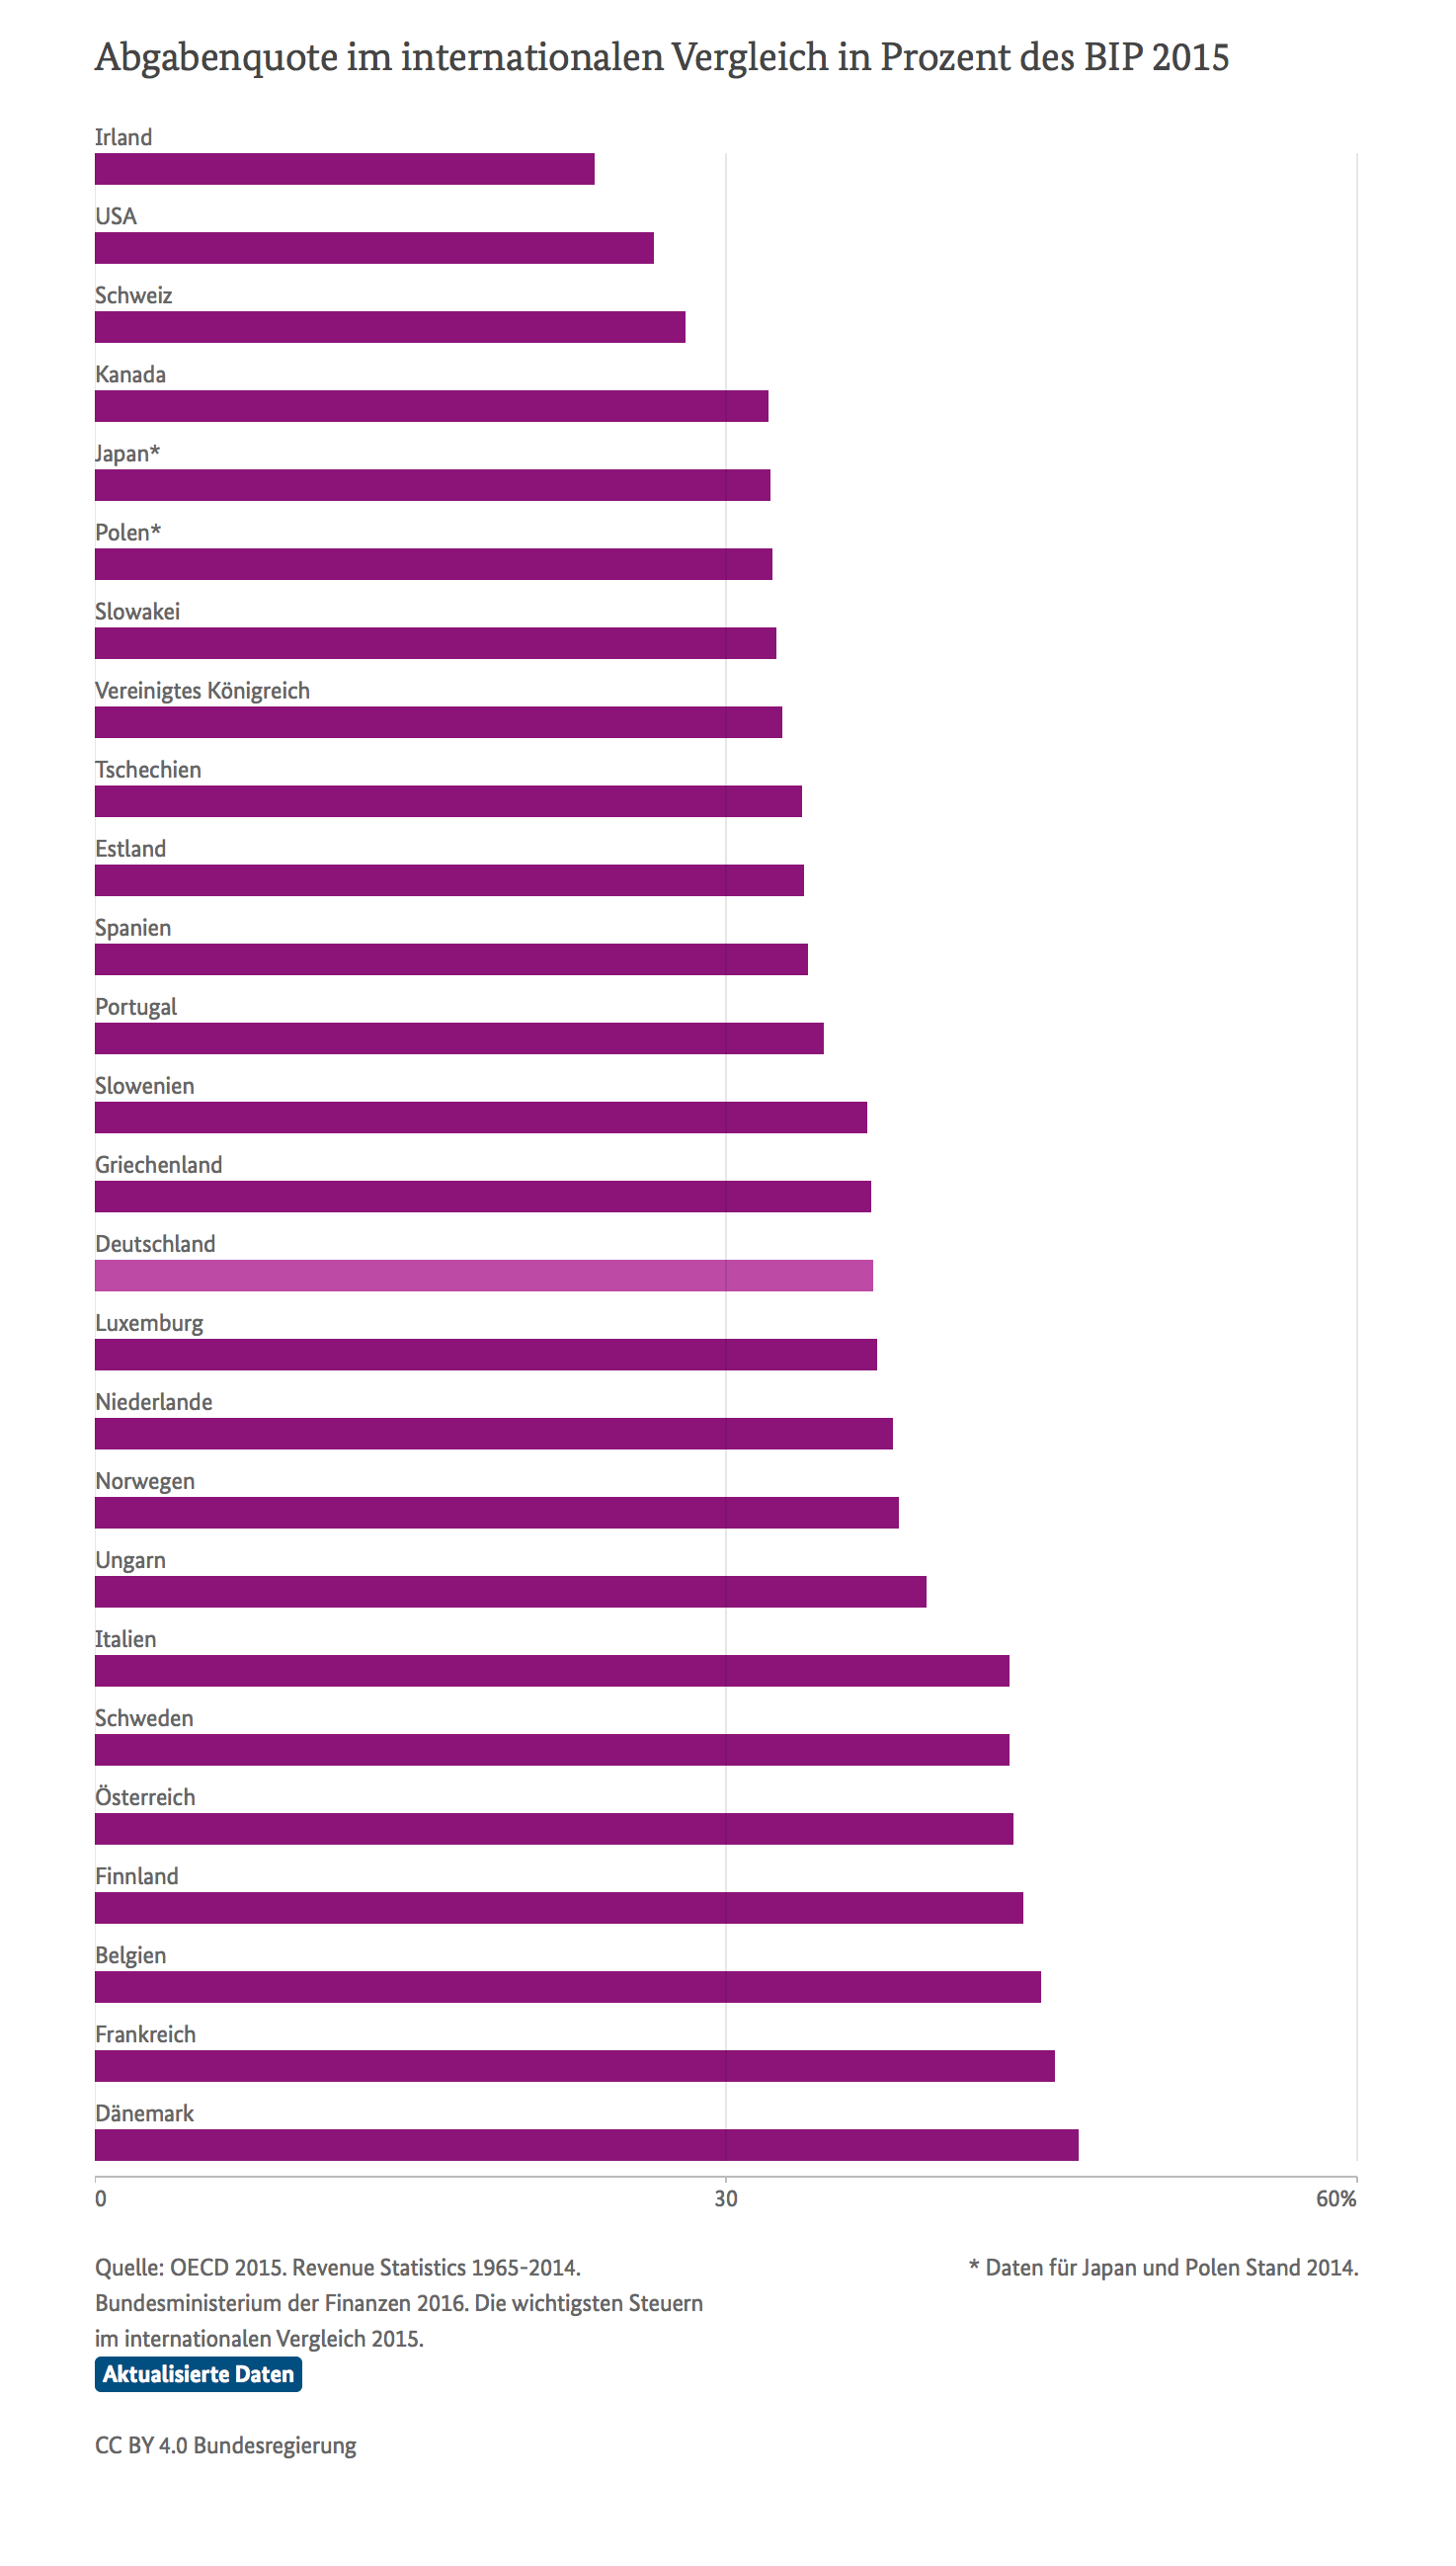 Abgabenquote im internationalen Vergleich in Prozent des BIP 2015
Irland
USA
Schweiz
Kanada
Japan*
Polen*
Slowakei
Vereinigtes Königreich
Tschechien
Estland
Spanien
Portugal
Slowenien
Griechenland
Deutschland
Luxemburg
Niederlande
Norwegen
Ungarn
Italien
Schweden
Österreich
Finnland
Belgien
Frankreich
Dänemark
0 30 60%
Quelle: OECD 2015. Revenue Statistics 1965-2014.
Bundesministerium der Finanzen 2016. Die wichtigsten Steuern
im internationalen Vergleich 2015.
* Daten für Japan und Polen Stand 2014.
Aktualisierte Daten
CC BY 4.0 Bundesregierung